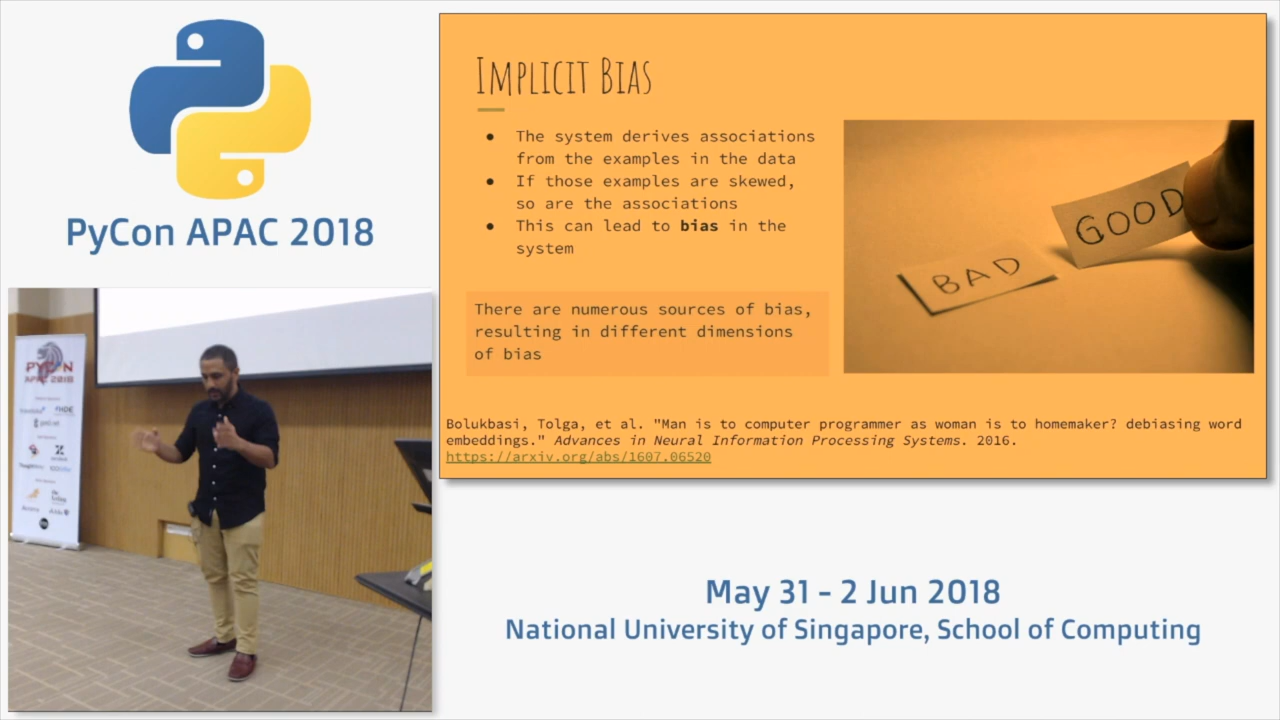 PyCon APAC 2018
PYCON
APAC 2018
IMPLICIT BIAS
● The system derives associations
from the examples in the data
● If those examples are skewed,
so are the associations
● This can lead to bias in the
system
There are numerous sources of bias,
resulting in different dimensions
of bias
BAD
GOOD
Bolukbasi, Tolga, et al. "Man is to computer programmer as woman is to homemaker? debiasing word
embeddings." Advances in Neural Information Processing Systems. 2016.
https://arxiv.org/abs/1607.06520
May 31 - 2 Jun 2018
National University of Singapore, School of Computing